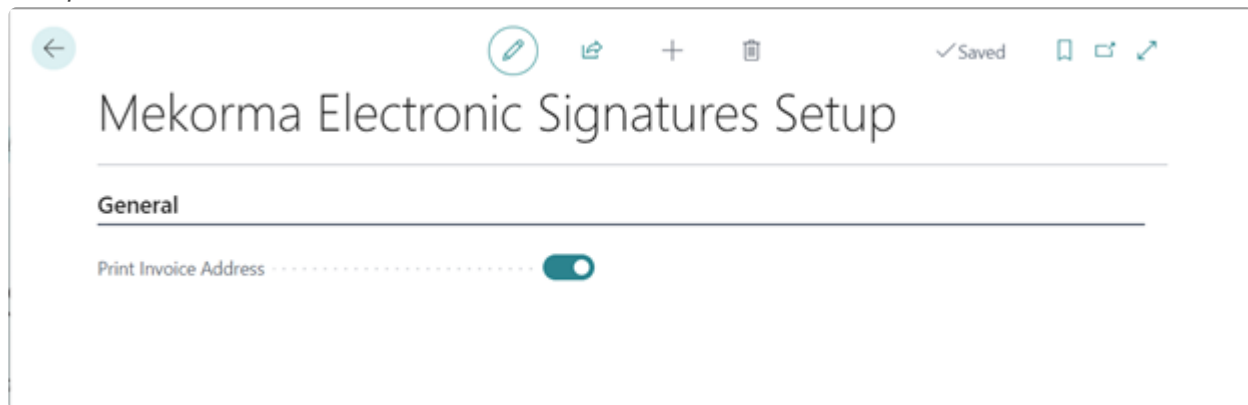 Saved
Mekorma Electronic Signatures Setup
General
Print Invoice Address